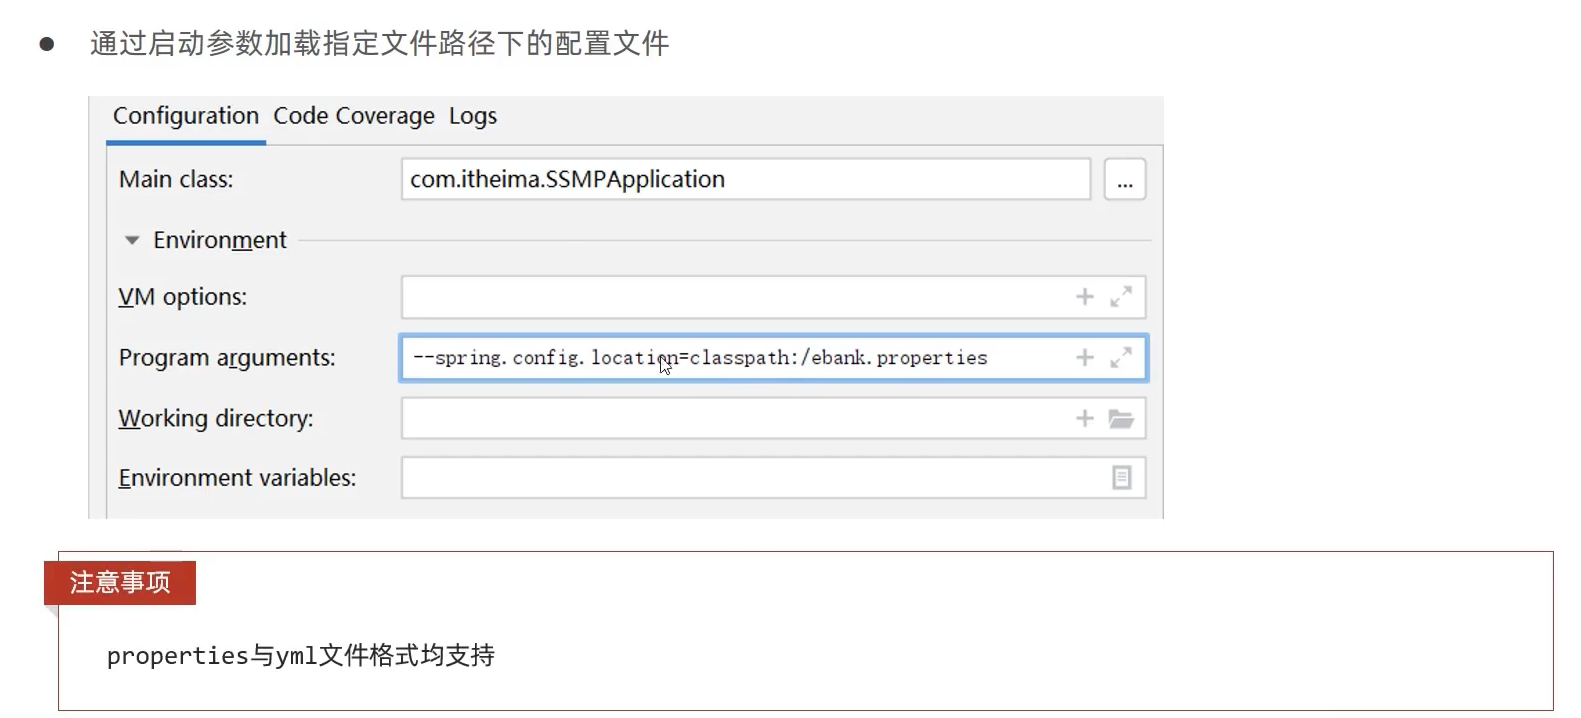 通过启动参数加载指定文件路径下的配置文件
Configuration Code Coverage Logs
Main class: com.itheima.SSMPApplication ...
Environment
VM options:
Program arguments: --spring.config.location=classpath:/ebank.properties
Working directory:
Environment variables:
注意事项
properties与yml文件格式均支持